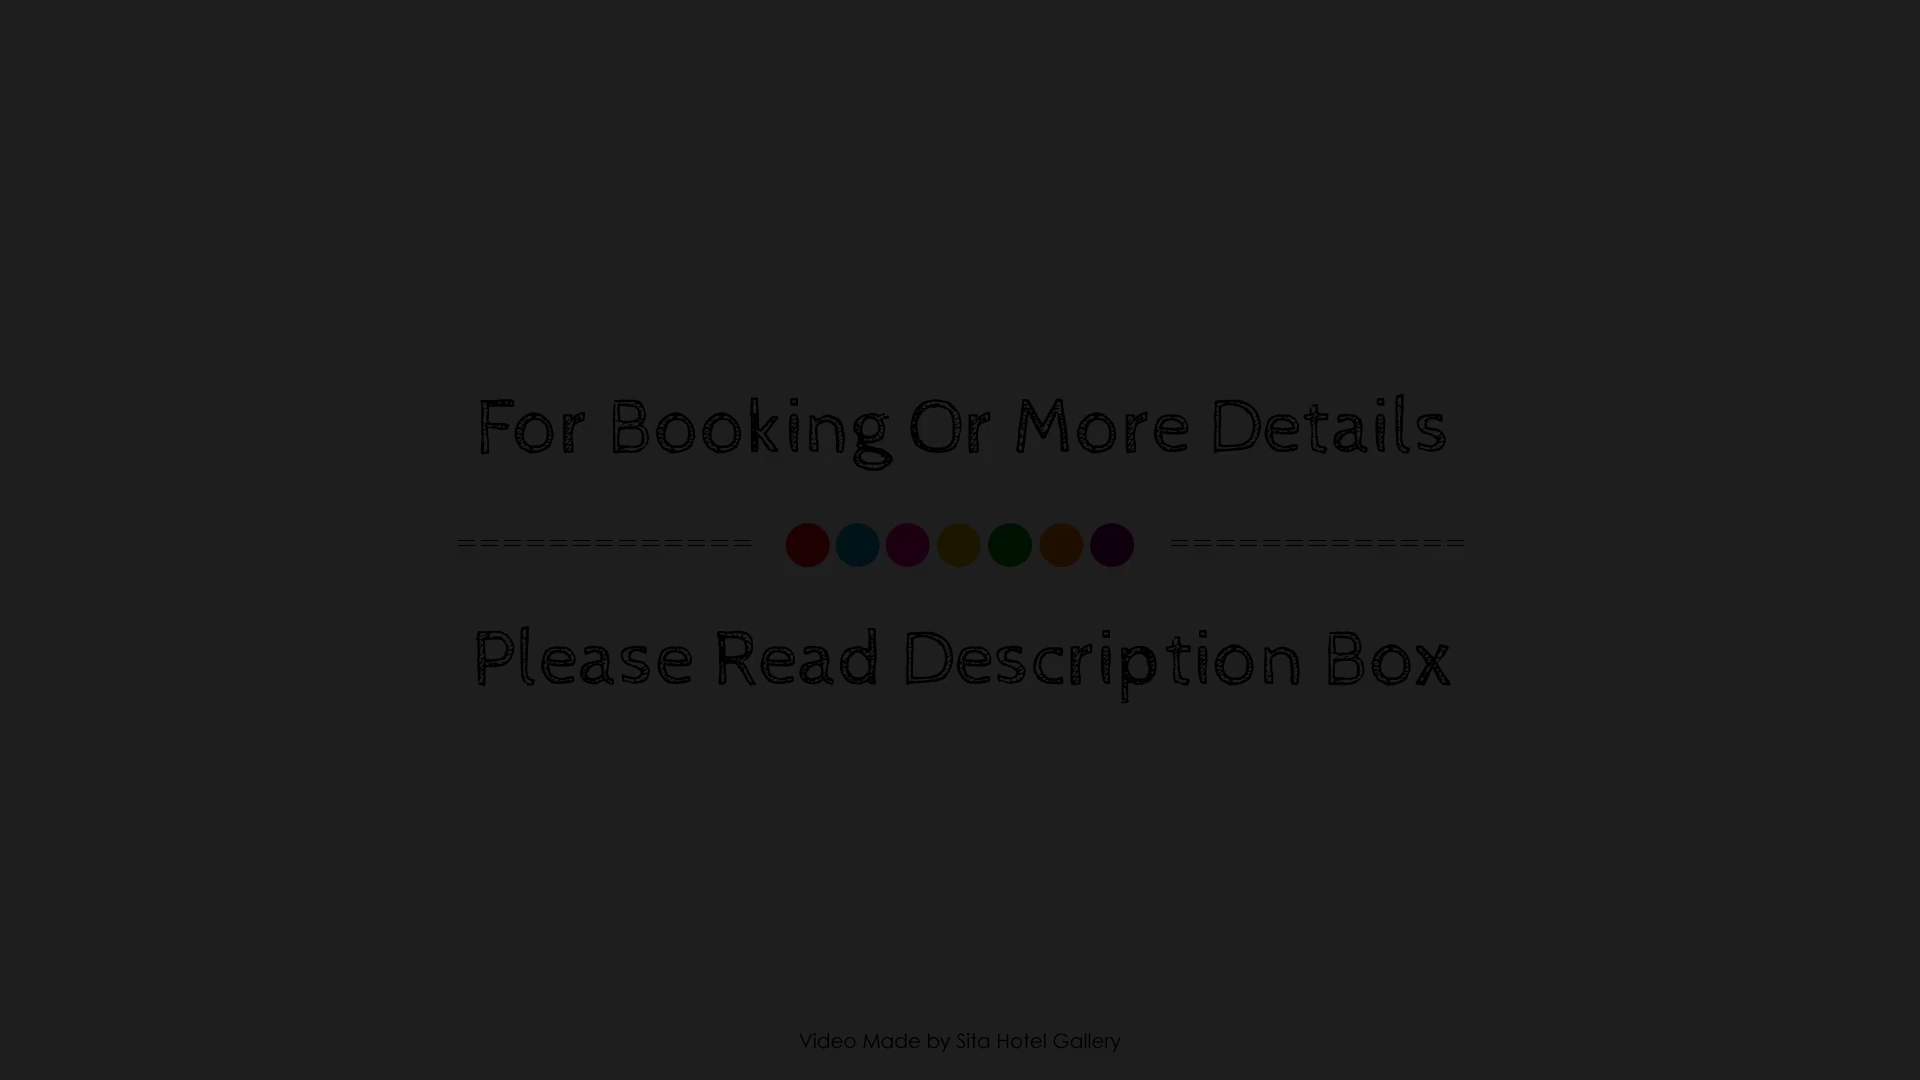 For Booking Or More Details
============= =============
Please Read Description Box
Video Made by Sita Hotel Gallery